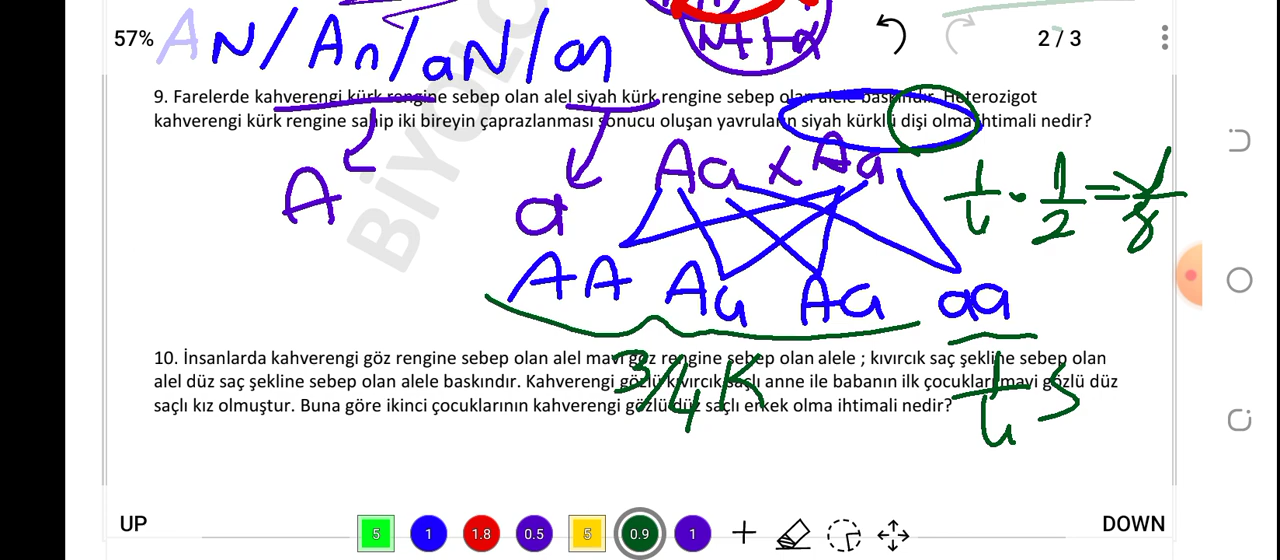 57% AN/An/aN/an 2 / 3
BİYOLO
9. Farelerde kahverengi kürk rengine sebep olan alel siyah kürk rengine sebep olan alele baskındır. Heterozigot
kahverengi kürk rengine sahip iki bireyin çaprazlanması sonucu oluşan yavruların siyah kürklü dişi olma ihtimali nedir?
A a Aa x Aa
1/4 . 1/2 = 1/8
AA Aa Aa aa
10. İnsanlarda kahverengi göz rengine sebep olan alel mavi göz rengine sebep olan alele ; kıvırcık saç şekline sebep olan
alel düz saç şekline sebep olan alele baskındır. Kahverengi gözlü kıvırcık saçlı anne ile babanın ilk çocukları mavi gözlü düz
saçlı kız olmuştur. Buna göre ikinci çocuklarının kahverengi gözlü düz saçlı erkek olma ihtimali nedir?
3/4 K 1/4 S
UP DOWN
5 1 1.8 0.5 5 0.9 1